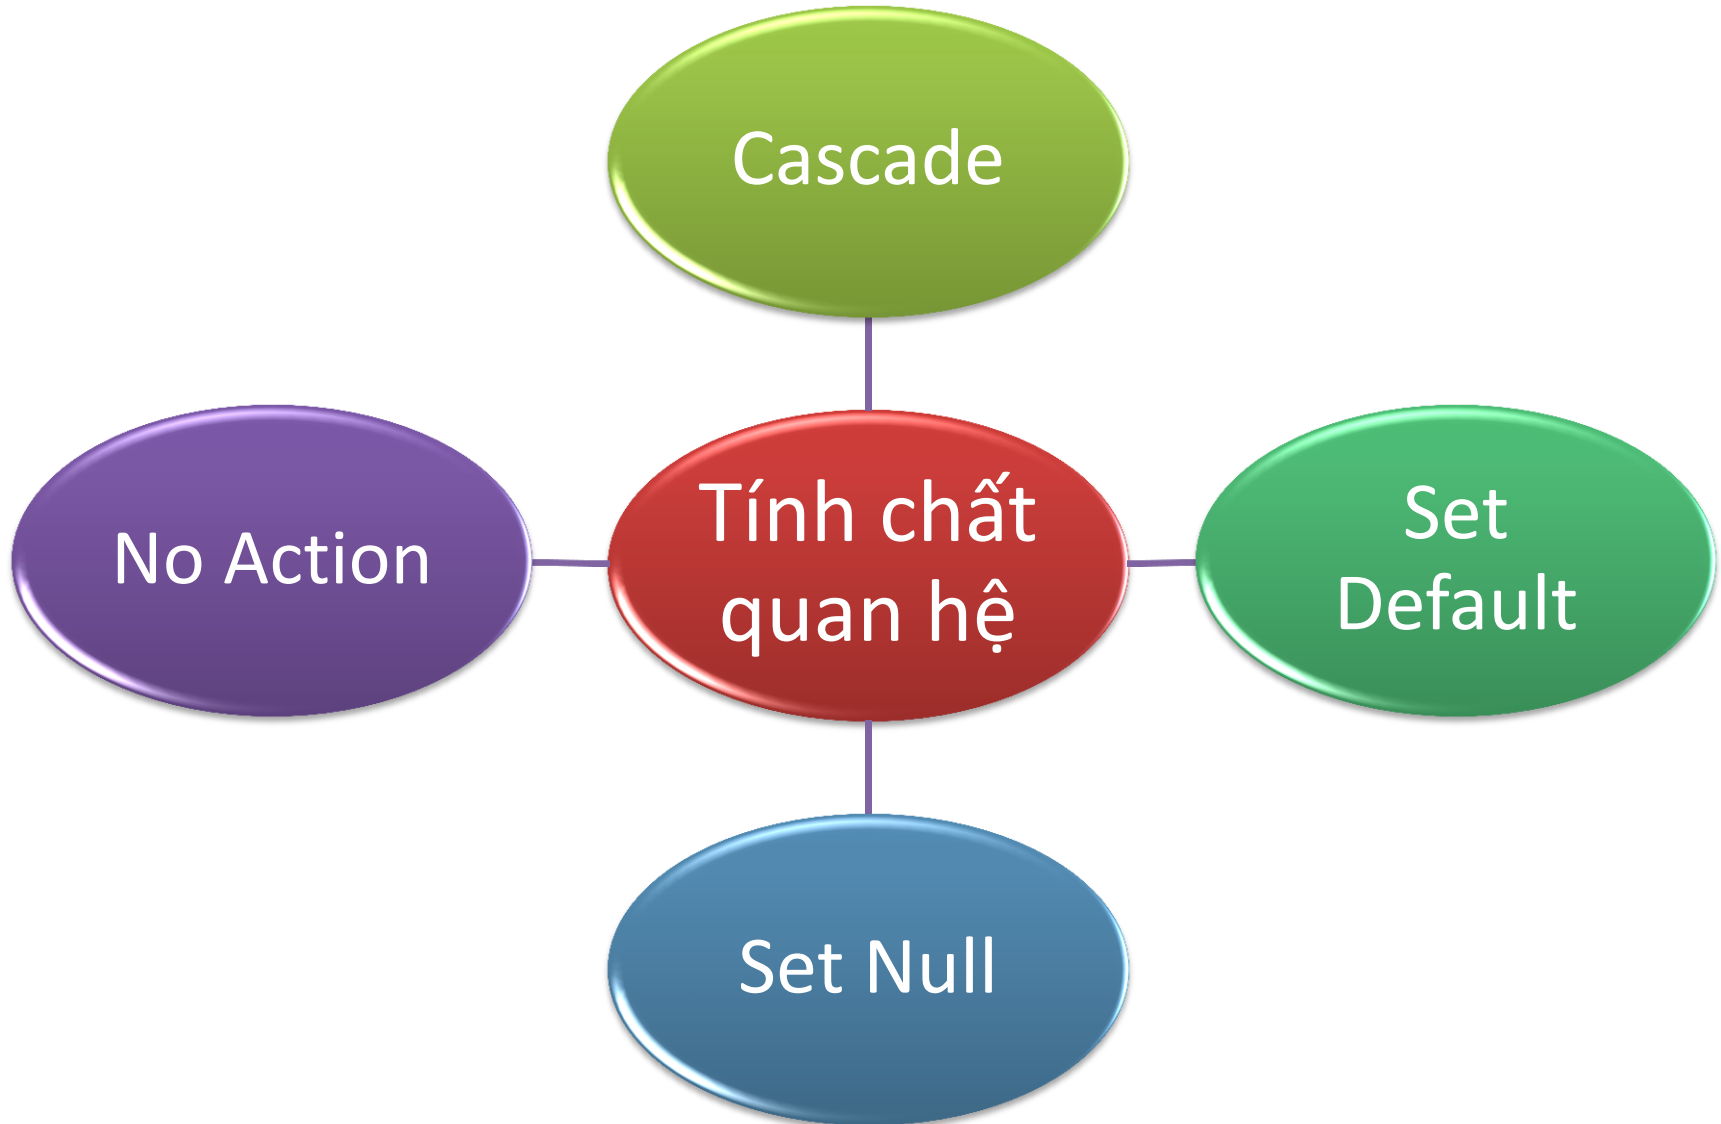 Cascade
No Action
Tính chất
quan hệ
Set
Default
Set Null